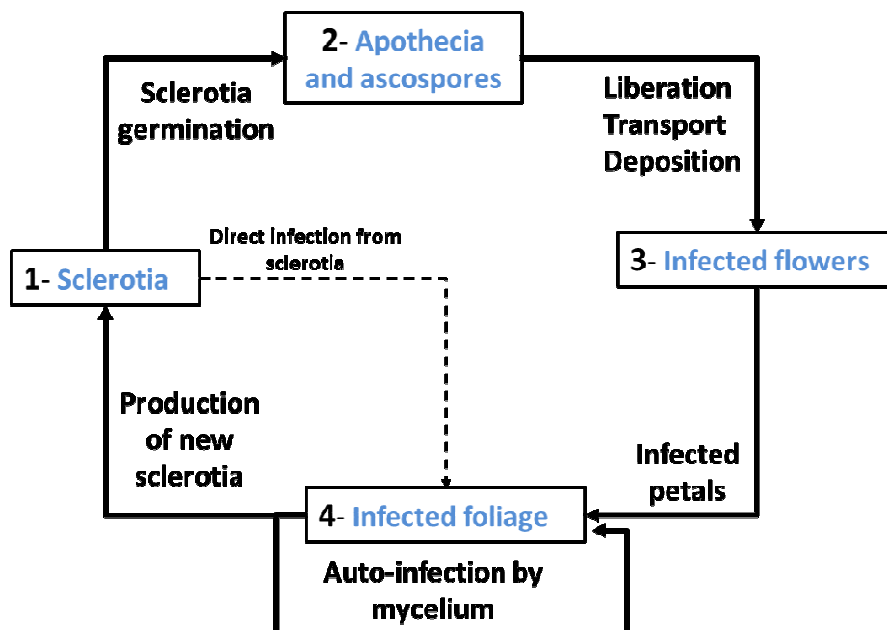 2- Apothecia
and ascospores
Sclerotia
germination
Liberation
Transport
Deposition
Direct infection from
sclerotia
1- Sclerotia
3- Infected flowers
Production
of new
sclerotia
Infected
petals
4- Infected foliage
Auto-infection by
mycelium